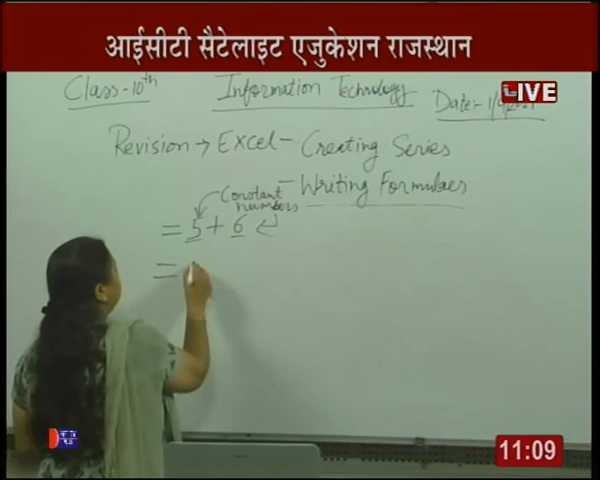 आईसीटी सैटेलाइट एजुकेशन राजस्थान
LIVE
Class-10th Information Technology
Date:-
Revision → Excel - Creating Series
- Writing Formulaes
Constant
numbers
= 5 + 6
=
11:09